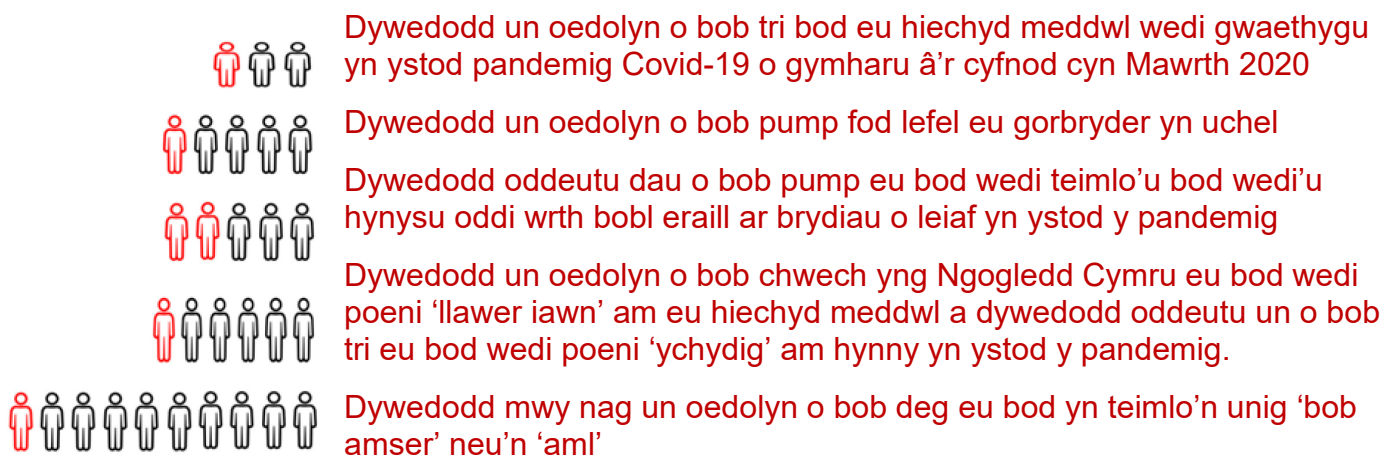 Dywedodd un oedolyn o bob tri bod eu hiechyd meddwl wedi gwaethygu
yn ystod pandemig Covid-19 o gymharu â’r cyfnod cyn Mawrth 2020
Dywedodd un oedolyn o bob pump fod lefel eu gorbryder yn uchel
Dywedodd oddeutu dau o bob pump eu bod wedi teimlo’u bod wedi’u
hynysu oddi wrth bobl eraill ar brydiau o leiaf yn ystod y pandemig
Dywedodd un oedolyn o bob chwech yng Ngogledd Cymru eu bod wedi
poeni ‘llawer iawn’ am eu hiechyd meddwl a dywedodd oddeutu un o bob
tri eu bod wedi poeni ‘ychydig’ am hynny yn ystod y pandemig.
Dywedodd mwy nag un oedolyn o bob deg eu bod yn teimlo’n unig ‘bob
amser’ neu’n ‘aml’